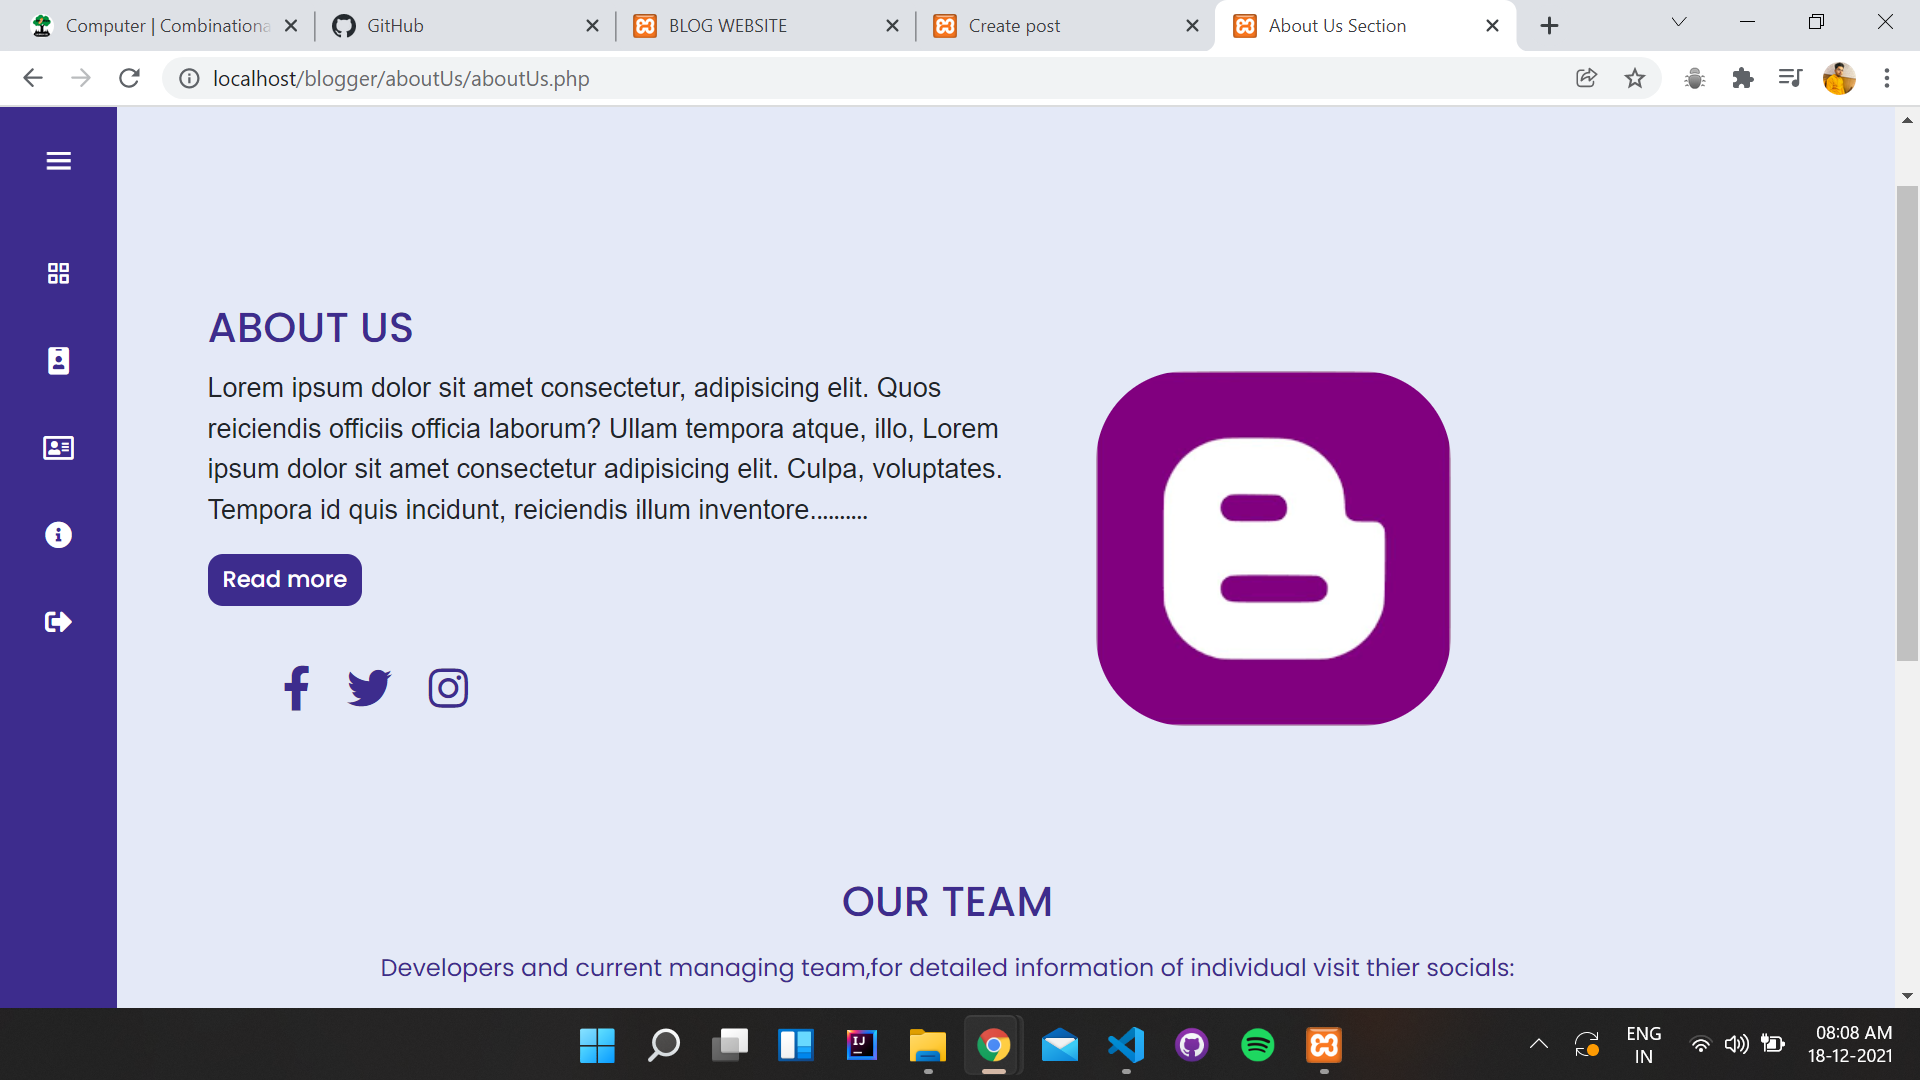 Computer | Combinationa
GitHub
BLOG WEBSITE
Create post
About Us Section
localhost/blogger/aboutUs/aboutUs.php
ABOUT US
Lorem ipsum dolor sit amet consectetur, adipisicing elit. Quos
reiciendis officiis officia laborum? Ullam tempora atque, illo, Lorem
ipsum dolor sit amet consectetur adipisicing elit. Culpa, voluptates.
Tempora id quis incidunt, reiciendis illum inventore..........
Read more
OUR TEAM
Developers and current managing team,for detailed information of individual visit thier socials:
IJ
ENG
IN
08:08 AM
18-12-2021